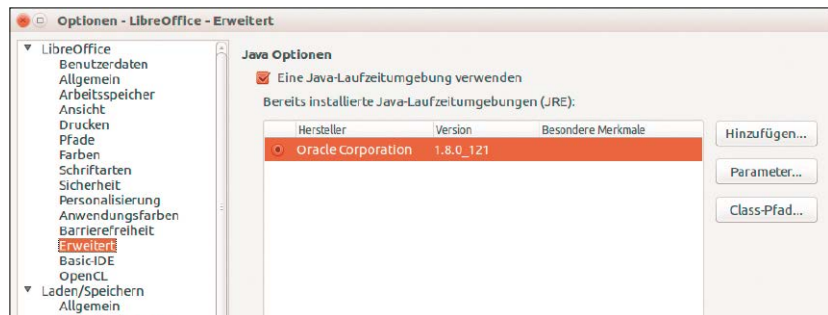 Optionen - LibreOffice - Erweitert
LibreOffice
Benutzerdaten
Allgemein
Arbeitsspeicher
Ansicht
Drucken
Pfade
Farben
Schriftarten
Sicherheit
Personalisierung
Anwendungsfarben
Barrierefreiheit
Erweitert
Basic-IDE
OpenCL
Laden/Speichern
Allgemein
Java Optionen
Eine Java-Laufzeitumgebung verwenden
Bereits installierte Java-Laufzeitumgebungen (JRE):
Hersteller Version Besondere Merkmale
Oracle Corporation 1.8.0_121
Hinzufügen...
Parameter...
Class-Pfad...